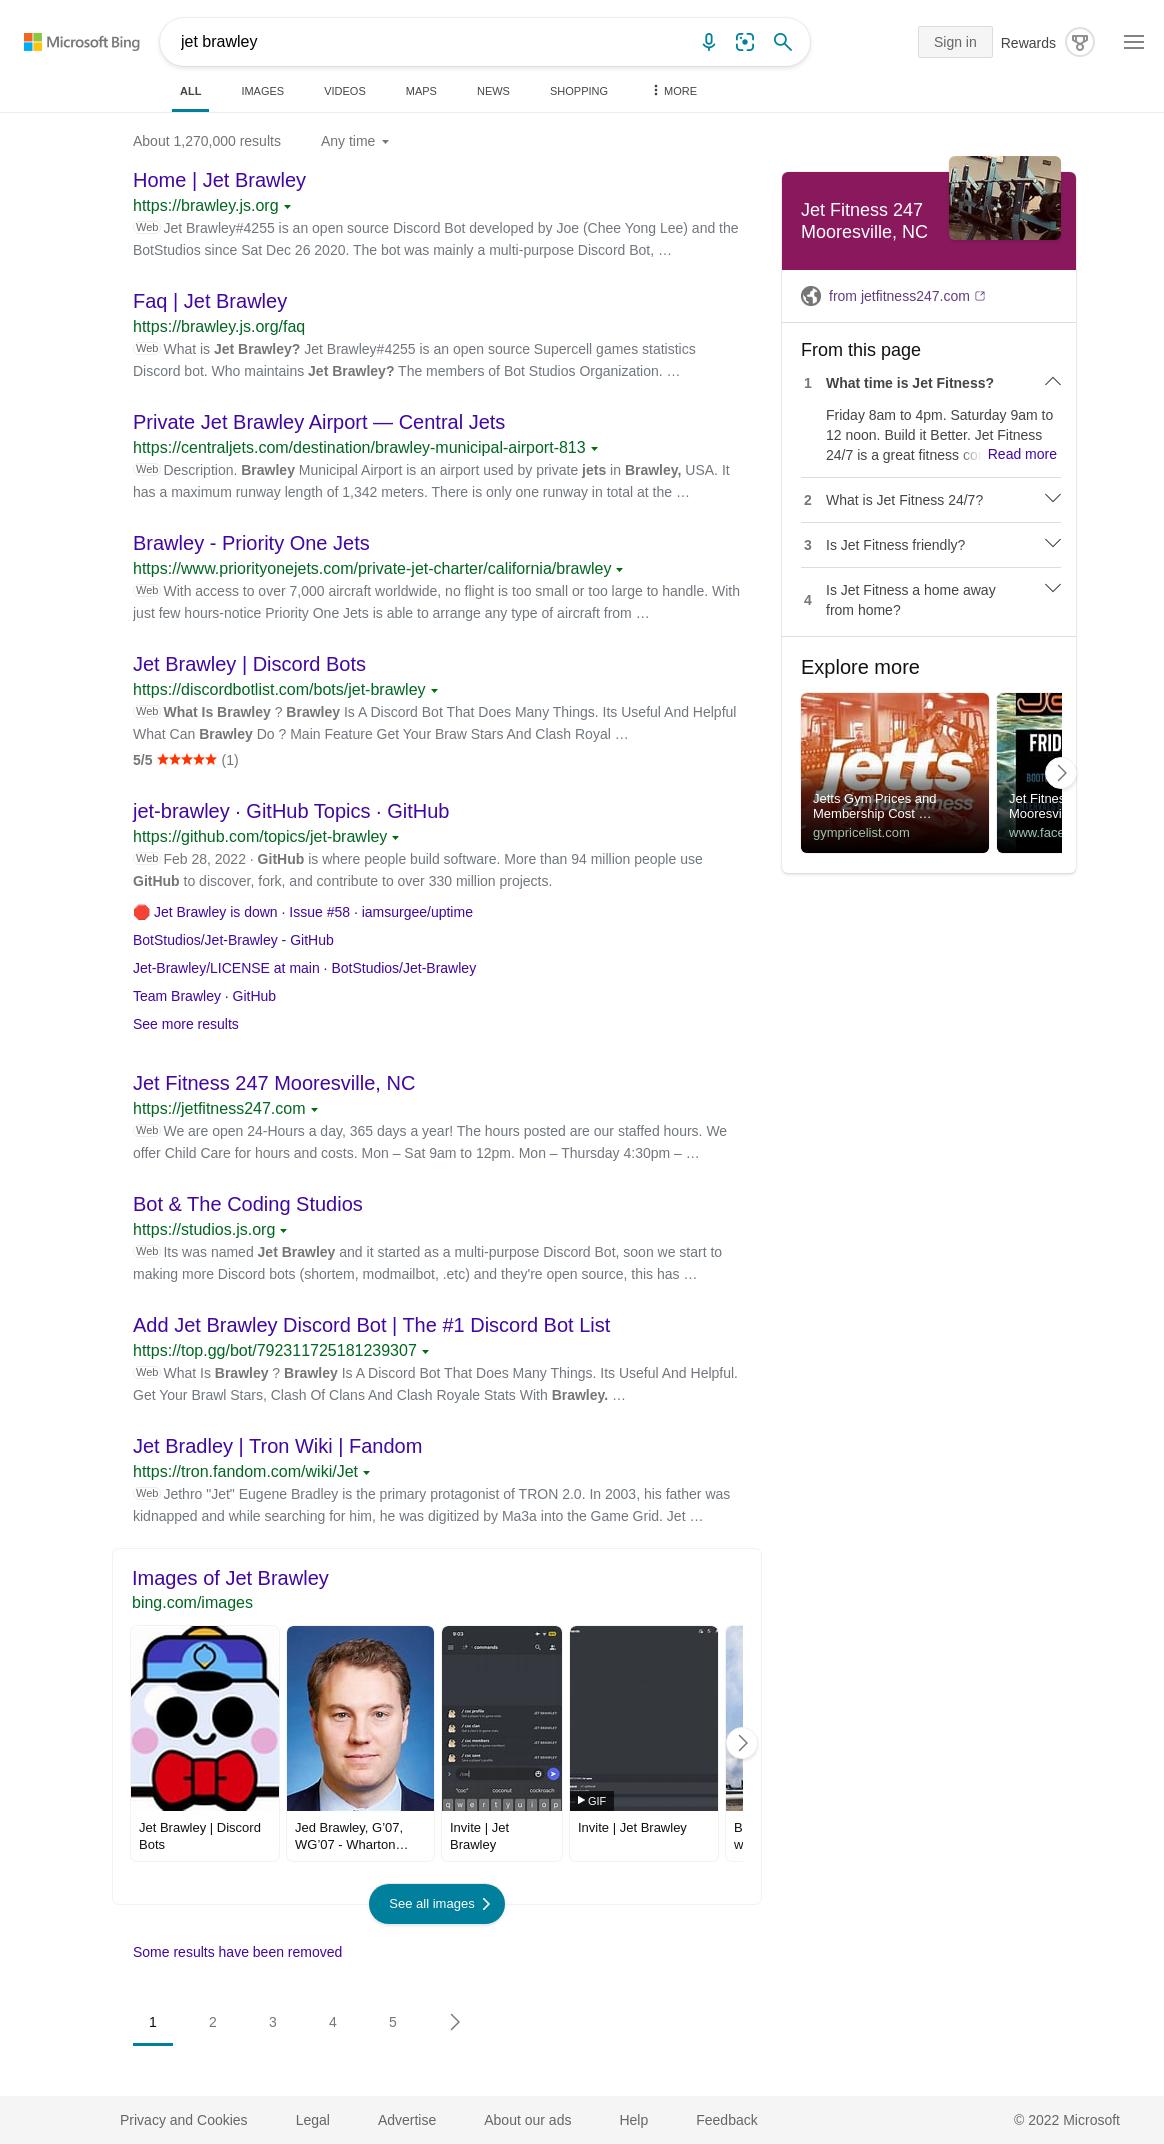 Microsoft Bing
jet brawley
Sign in
Rewards
ALL
IMAGES
VIDEOS
MAPS
NEWS
SHOPPING
MORE
About 1,270,000 results
Any time
Home | Jet Brawley
https://brawley.js.org
Web Jet Brawley#4255 is an open source Discord Bot developed by Joe (Chee Yong Lee) and the
BotStudios since Sat Dec 26 2020. The bot was mainly a multi-purpose Discord Bot, …
Faq | Jet Brawley
https://brawley.js.org/faq
Web What is Jet Brawley? Jet Brawley#4255 is an open source Supercell games statistics
Discord bot. Who maintains Jet Brawley? The members of Bot Studios Organization. …
Private Jet Brawley Airport — Central Jets
https://centraljets.com/destination/brawley-municipal-airport-813
Web Description. Brawley Municipal Airport is an airport used by private jets in Brawley, USA. It
has a maximum runway length of 1,342 meters. There is only one runway in total at the …
Brawley - Priority One Jets
https://www.priorityonejets.com/private-jet-charter/california/brawley
Web With access to over 7,000 aircraft worldwide, no flight is too small or too large to handle. With
just few hours-notice Priority One Jets is able to arrange any type of aircraft from …
Jet Brawley | Discord Bots
https://discordbotlist.com/bots/jet-brawley
Web What Is Brawley ? Brawley Is A Discord Bot That Does Many Things. Its Useful And Helpful
What Can Brawley Do ? Main Feature Get Your Braw Stars And Clash Royal …
5/5 ★★★★★ (1)
jet-brawley · GitHub Topics · GitHub
https://github.com/topics/jet-brawley
Web Feb 28, 2022 · GitHub is where people build software. More than 94 million people use
GitHub to discover, fork, and contribute to over 330 million projects.
🛑 Jet Brawley is down · Issue #58 · iamsurgee/uptime
BotStudios/Jet-Brawley - GitHub
Jet-Brawley/LICENSE at main · BotStudios/Jet-Brawley
Team Brawley · GitHub
See more results
Jet Fitness 247 Mooresville, NC
https://jetfitness247.com
Web We are open 24-Hours a day, 365 days a year! The hours posted are our staffed hours. We
offer Child Care for hours and costs. Mon – Sat 9am to 12pm. Mon – Thursday 4:30pm – …
Bot & The Coding Studios
https://studios.js.org
Web Its was named Jet Brawley and it started as a multi-purpose Discord Bot, soon we start to
making more Discord bots (shortem, modmailbot, .etc) and they're open source, this has …
Add Jet Brawley Discord Bot | The #1 Discord Bot List
https://top.gg/bot/792311725181239307
Web What Is Brawley ? Brawley Is A Discord Bot That Does Many Things. Its Useful And Helpful.
Get Your Brawl Stars, Clash Of Clans And Clash Royale Stats With Brawley. …
Jet Bradley | Tron Wiki | Fandom
https://tron.fandom.com/wiki/Jet
Web Jethro "Jet" Eugene Bradley is the primary protagonist of TRON 2.0. In 2003, his father was
kidnapped and while searching for him, he was digitized by Ma3a into the Game Grid. Jet …
Images of Jet Brawley
bing.com/images
9:03
commands
/ coc profile
JET BRAWLEY
/ coc clan
JET BRAWLEY
/ coc members
JET BRAWLEY
/ coc save
JET BRAWLEY
/coc
"coc"
coconut
cockroach
q w e r t y u i o p
GIF
Jet Brawley | Discord
Bots
Jed Brawley, G'07,
WG'07 - Wharton…
Invite | Jet
Brawley
Invite | Jet Brawley
B
w
See all images
Some results have been removed
1
2
3
4
5
Jet Fitness 247
Mooresville, NC
from jetfitness247.com
From this page
1 What time is Jet Fitness?
Friday 8am to 4pm. Saturday 9am to
12 noon. Build it Better. Jet Fitness
24/7 is a great fitness co Read more
2 What is Jet Fitness 24/7?
3 Is Jet Fitness friendly?
4 Is Jet Fitness a home away
from home?
Explore more
jetts
24 hour fitness
Jetts Gym Prices and
Membership Cost …
gympricelist.com
FRID
BOOT
Jet Fitnes
Mooresvi
www.face
Privacy and Cookies
Legal
Advertise
About our ads
Help
Feedback
© 2022 Microsoft